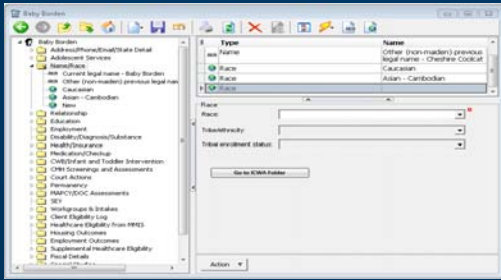 Baby Borden
Baby Borden
Address/Phone/Email/State Detail
Adolescent Services
Name/Race
Current legal name - Baby Borden
Other (non-maiden) previous legal nam
Caucasian
Asian - Cambodian
New
Relationship
Education
Employment
Disability/Diagnosis/Substance
Health/Insurance
Medication/Checkup
CWB/Infant and Toddler Intervention
CMH Screenings and Assessments
Court Actions
Permanency
MAPCY/DOC Assessments
SEY
Workgroups & Intakes
Client Eligibility Log
Healthcare Eligibility from MMIS
Housing Outcomes
Employment Outcomes
Supplemental Healthcare Eligibility
Fiscal Details
Type Name
Name Other (non-maiden) previous
legal name - Cheshire Coolcat
Race Caucasian
Race Asian - Cambodian
Race
Race
Race:
Tribe/ethnicity:
Tribal enrollment status:
Go to ICWA Folder
Action